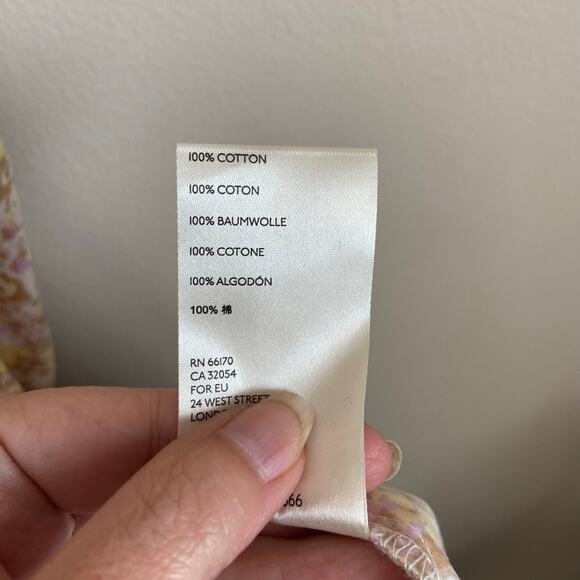 100% COTTON
100% COTON
100% BAUMWOLLE
100% COTONE
100% ALGODÓN
100% 棉
RN 66170
CA 32054
FOR EU
24 WEST STREET